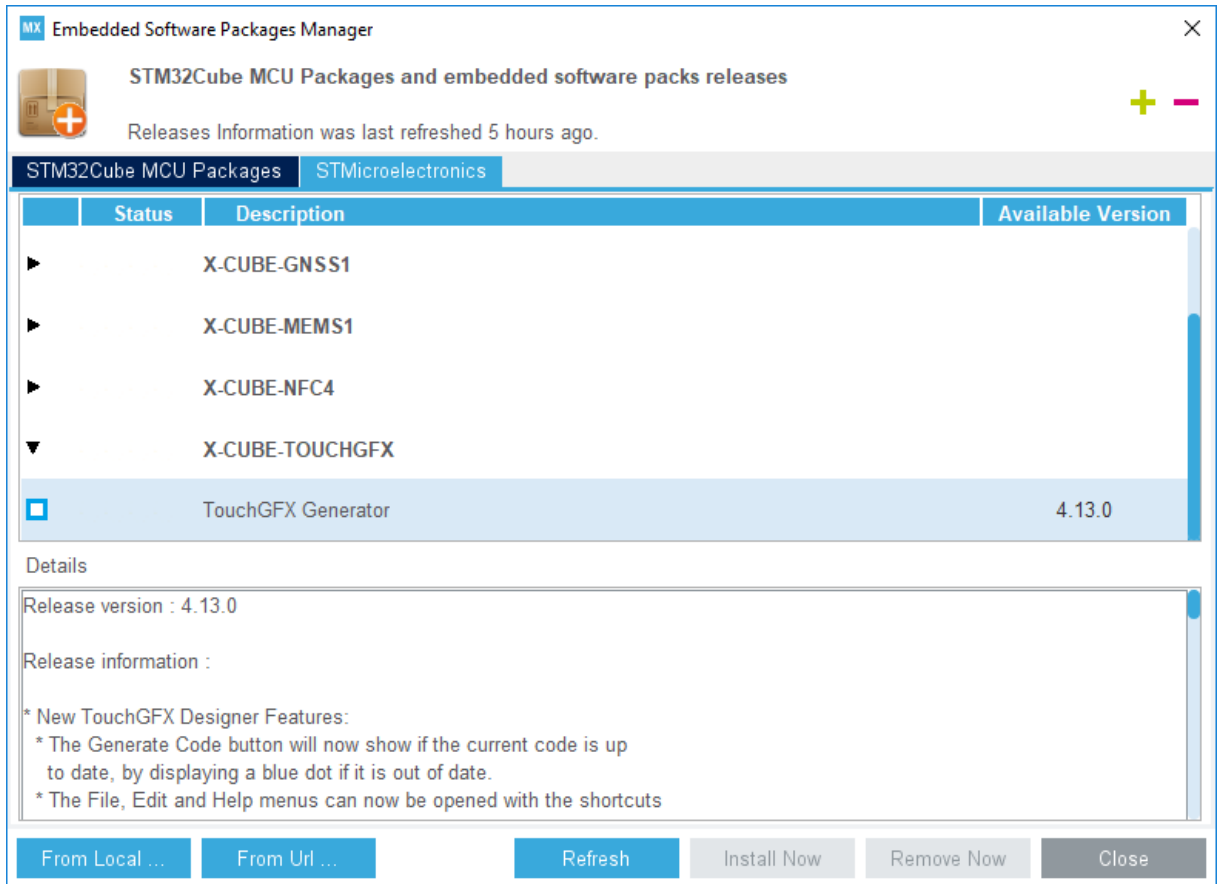 MX Embedded Software Packages Manager
STM32Cube MCU Packages and embedded software packs releases
Releases Information was last refreshed 5 hours ago.
STM32Cube MCU Packages STMicroelectronics
Status Description Available Version
X-CUBE-GNSS1
X-CUBE-MEMS1
X-CUBE-NFC4
X-CUBE-TOUCHGFX
TouchGFX Generator 4.13.0
Details
Release version : 4.13.0
Release information :
* New TouchGFX Designer Features:
* The Generate Code button will now show if the current code is up
to date, by displaying a blue dot if it is out of date.
* The File, Edit and Help menus can now be opened with the shortcuts
From Local ... From Url ... Refresh Install Now Remove Now Close